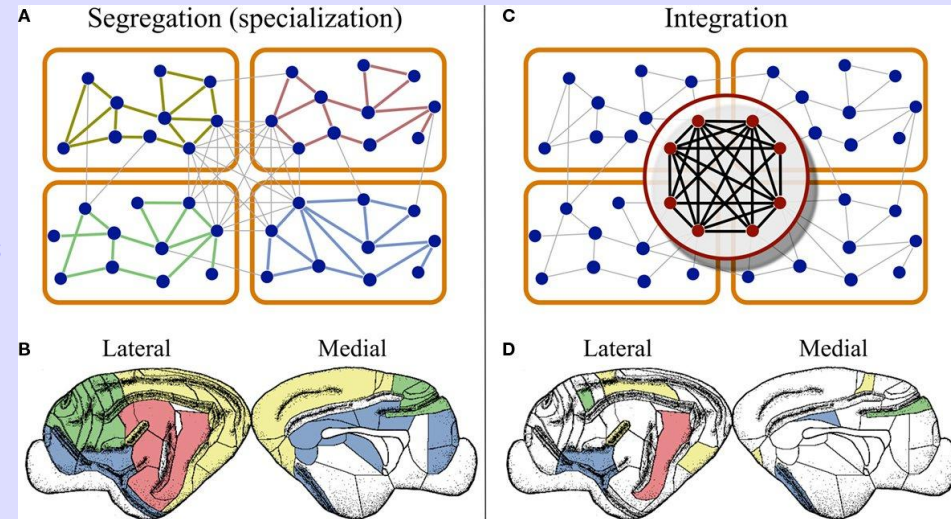 A
Segregation (specialization)
C
Integration
B
Lateral
Medial
D
Lateral
Medial